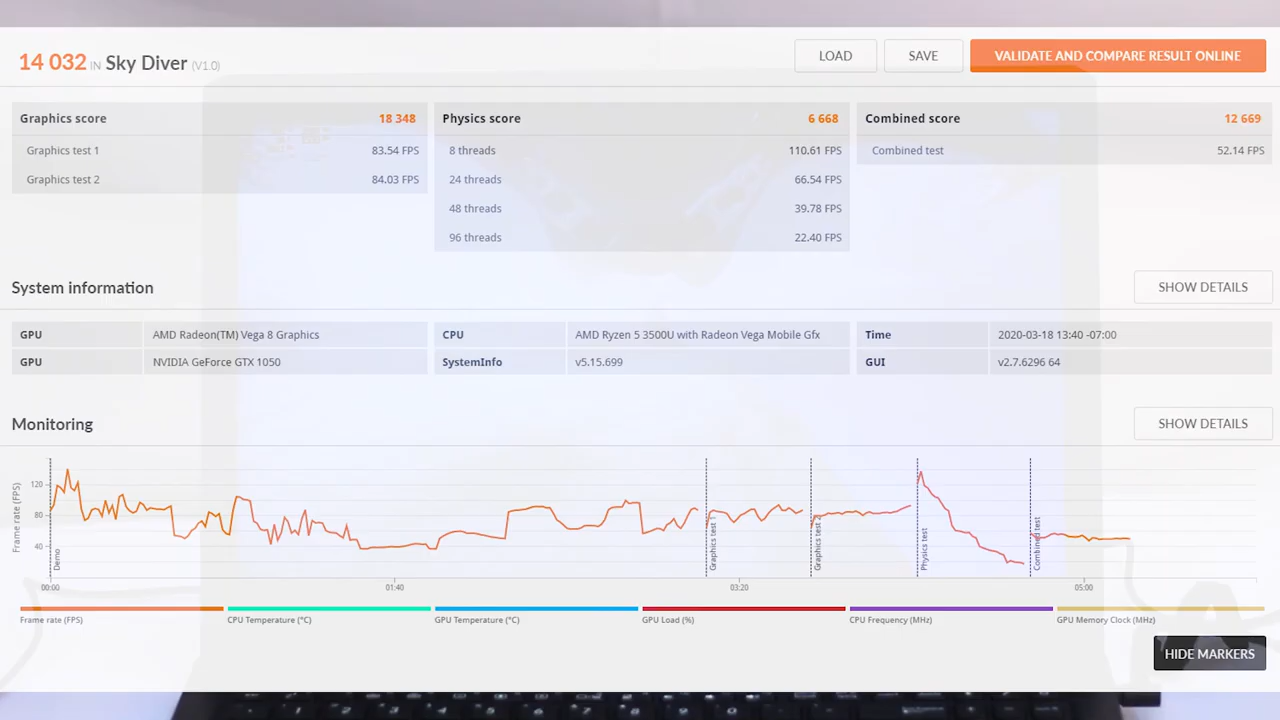 14 032 IN Sky Diver (V1.0)
LOAD
SAVE
VALIDATE AND COMPARE RESULT ONLINE
Graphics score 18 348
Graphics test 1 83.54 FPS
Graphics test 2 84.03 FPS
Physics score 6 668
8 threads 110.61 FPS
24 threads 66.54 FPS
48 threads 39.78 FPS
96 threads 22.40 FPS
Combined score 12 669
Combined test 52.14 FPS
System information
SHOW DETAILS
GPU AMD Radeon(TM) Vega 8 Graphics
GPU NVIDIA GeForce GTX 1050
CPU AMD Ryzen 5 3500U with Radeon Vega Mobile Gfx
SystemInfo v5.15.699
Time 2020-03-18 13:40 -07:00
GUI v2.7.6296 64
Monitoring
SHOW DETAILS
Frame rate (FPS)
120
80
40
Demo
Graphics test
Graphics test
Physics test
Combined test
00:00
01:40
03:20
05:00
Frame rate (FPS)
CPU Temperature (°C)
GPU Temperature (°C)
GPU Load (%)
CPU Frequency (MHz)
GPU Memory Clock (MHz)
HIDE MARKERS